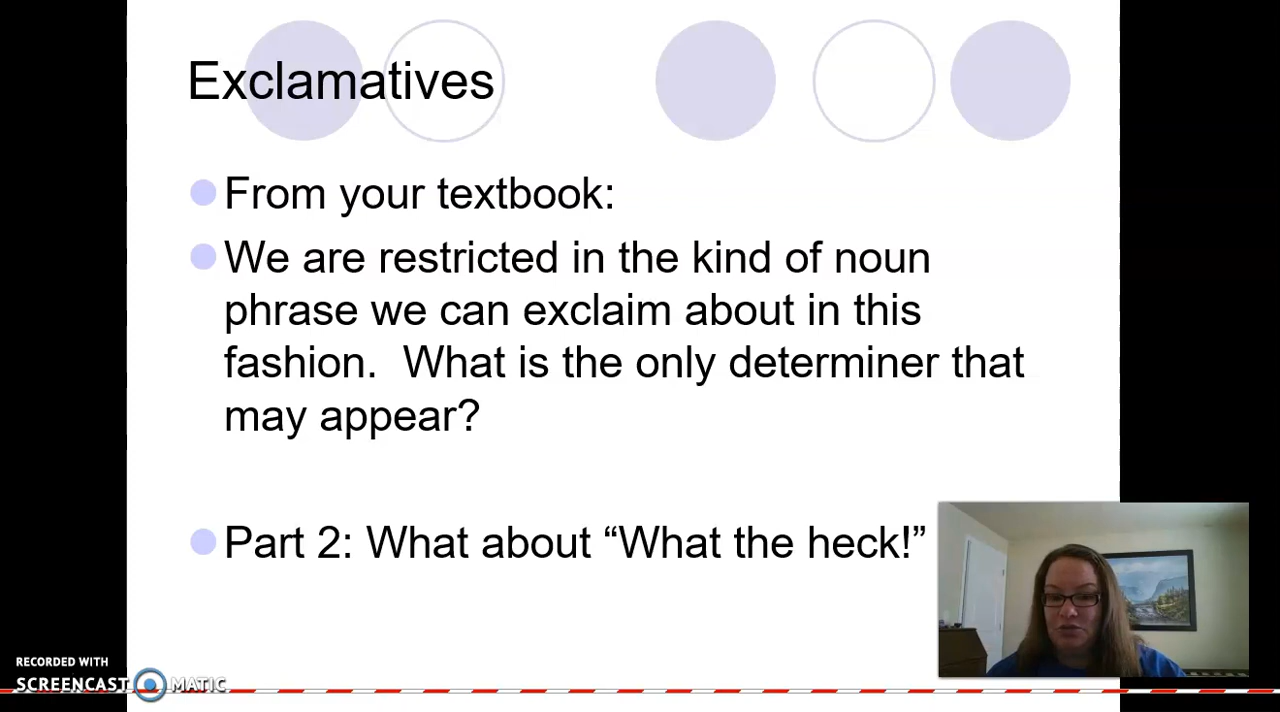 Exclamatives
From your textbook:
We are restricted in the kind of noun
phrase we can exclaim about in this
fashion.  What is the only determiner that
may appear?
Part 2: What about “What the heck!”
RECORDED WITH
SCREENCAST MATIC